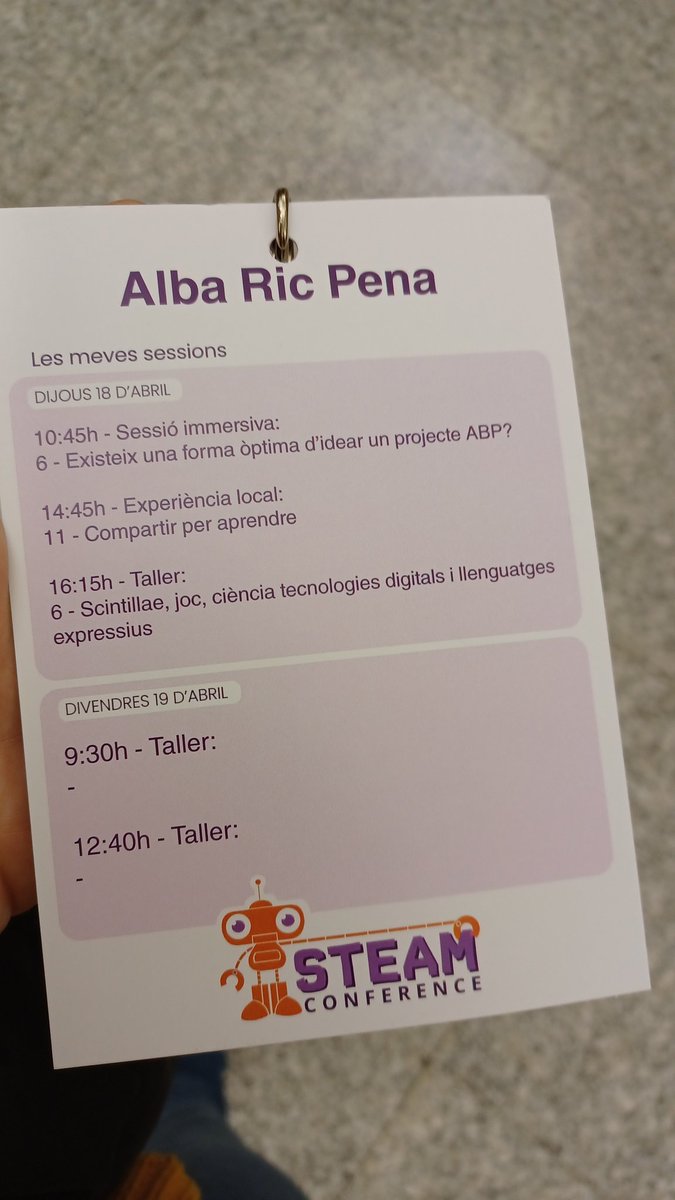 Alba Ric Pena
Les meves sessions
DIJOUS 18 D'ABRIL
10:45h - Sessió immersiva:
6 - Existeix una forma òptima d'idear un projecte ABP?
14:45h - Experiència local:
11 - Compartir per aprendre
16:15h - Taller:
6 - Scintillae, joc, ciència tecnologies digitals i llenguatges
expressius
DIVENDRES 19 D'ABRIL
9:30h - Taller:
-
12:40h - Taller:
-
STEAM
CONFERENCE